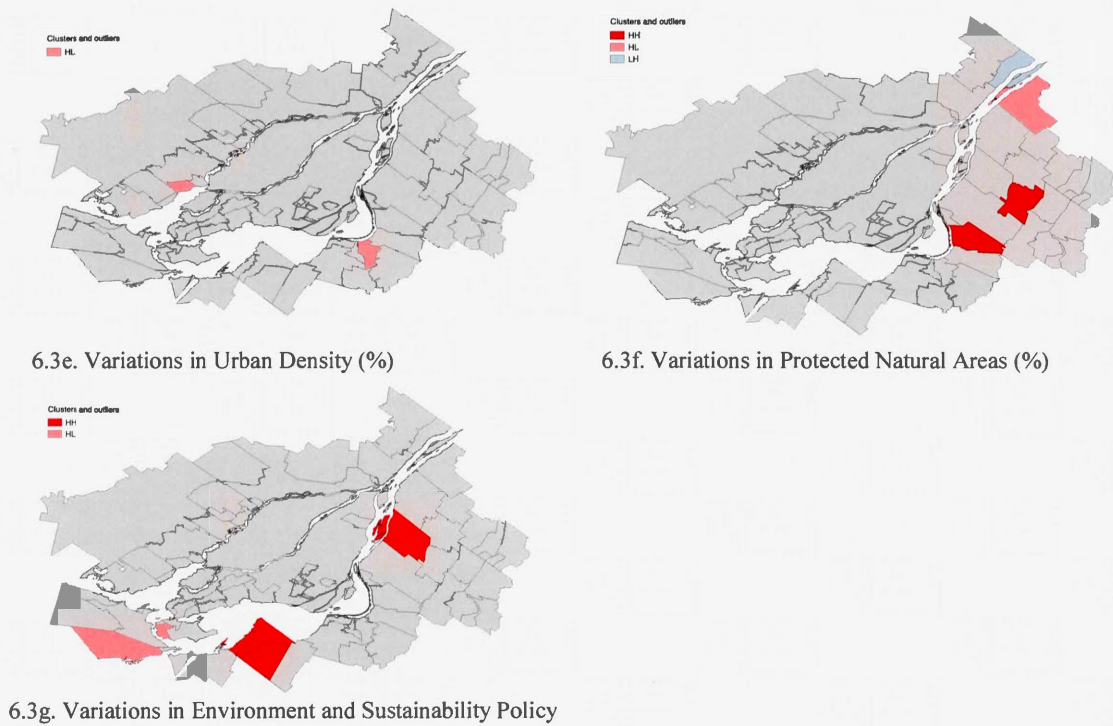 Clusters and outliers
HL
6.3e. Variations in Urban Density (%)
Clusters and outliers
HH
HL
LH
6.3f. Variations in Protected Natural Areas (%)
Clusters and outliers
HH
HL
6.3g. Variations in Environment and Sustainability Policy